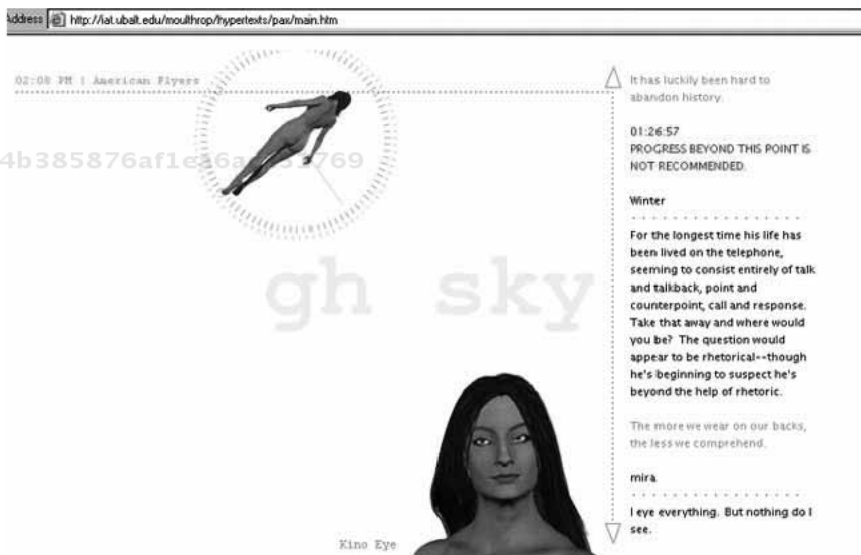 Address http://iat.ubalt.edu/moulthrop/hypertexts/pax/main.htm
02:08 PM | American Flyers
It has luckily been hard to
abandon history.
01:26:57
PROGRESS BEYOND THIS POINT IS
NOT RECOMMENDED.
Winter
For the longest time his life has
been lived on the telephone,
seeming to consist entirely of talk
and talkback, point and
counterpoint, call and response.
Take that away and where would
you be? The question would
appear to be rhetorical--though
he's beginning to suspect he's
beyond the help of rhetoric.
The more we wear on our backs,
the less we comprehend.
mira.
I eye everything. But nothing do I
see.
gh sky
Kino Eye